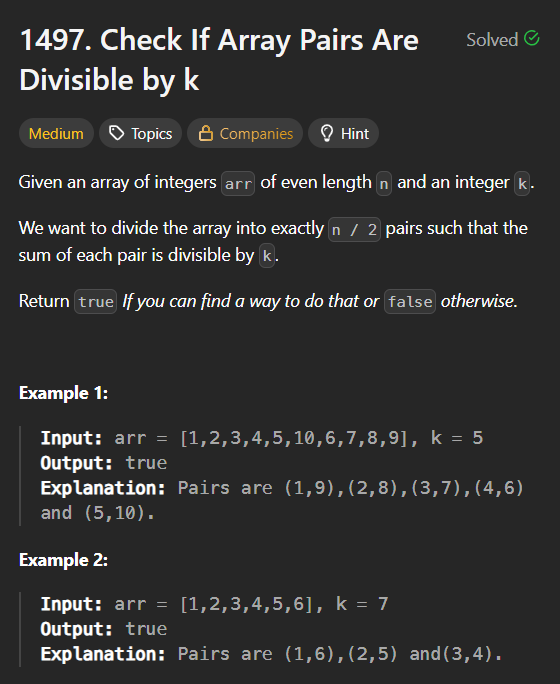 1497. Check If Array Pairs Are
Solved
Divisible by k
Medium Topics Companies Hint
Given an array of integers arr of even length n and an integer k.
We want to divide the array into exactly n / 2 pairs such that the
sum of each pair is divisible by k.
Return true If you can find a way to do that or false otherwise.
Example 1:
Input: arr = [1,2,3,4,5,10,6,7,8,9], k = 5
Output: true
Explanation: Pairs are (1,9),(2,8),(3,7),(4,6)
and (5,10).
Example 2:
Input: arr = [1,2,3,4,5,6], k = 7
Output: true
Explanation: Pairs are (1,6),(2,5) and(3,4).